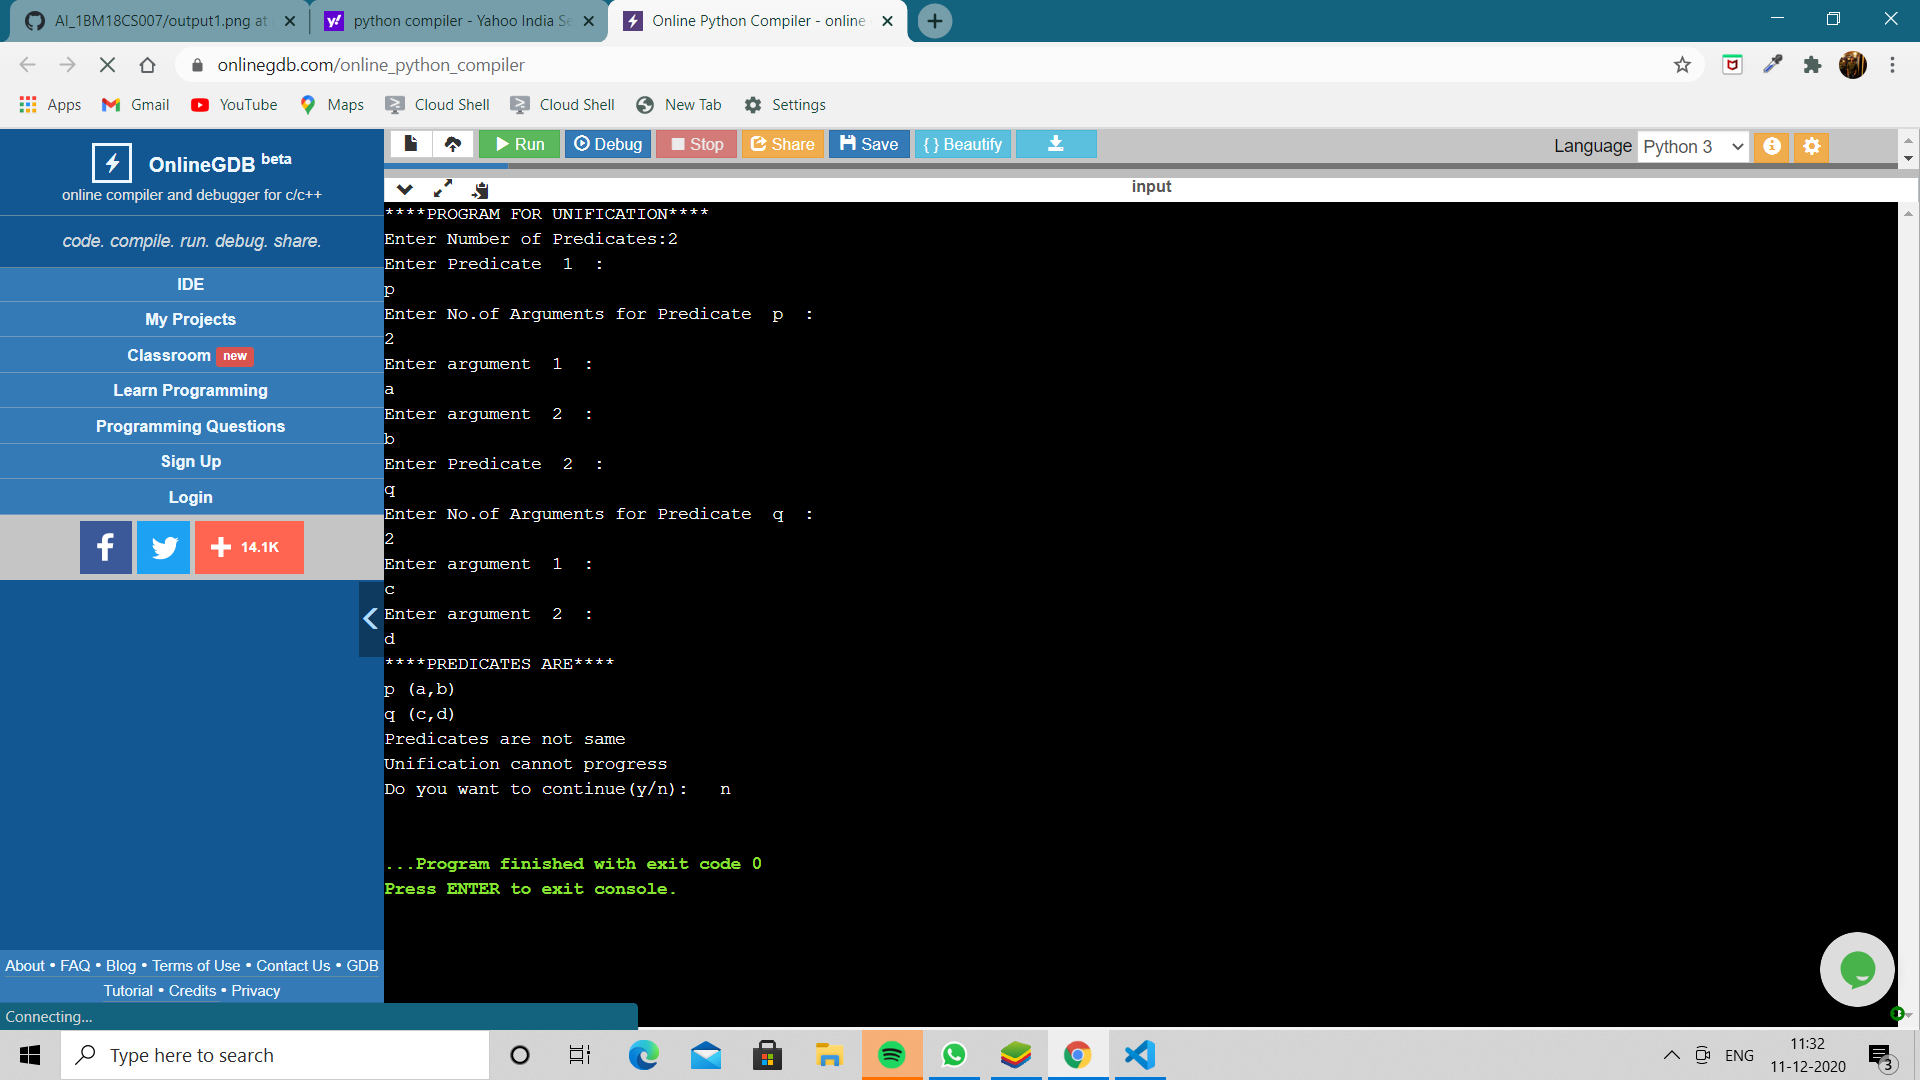 AI_1BM18CS007/output1.png at
python compiler - Yahoo India Se
Online Python Compiler - online
onlinegdb.com/online_python_compiler
Apps
Gmail
YouTube
Maps
Cloud Shell
Cloud Shell
New Tab
Settings
OnlineGDB beta
online compiler and debugger for c/c++
code. compile. run. debug. share.
IDE
My Projects
Classroom new
Learn Programming
Programming Questions
Sign Up
Login
14.1K
About • FAQ • Blog • Terms of Use • Contact Us • GDB
Tutorial • Credits • Privacy
Connecting...
Run
Debug
Stop
Share
Save
{ } Beautify
Language Python 3
input
****PROGRAM FOR UNIFICATION****
Enter Number of Predicates:2
Enter Predicate  1  :
p
Enter No.of Arguments for Predicate  p  :
2
Enter argument  1  :
a
Enter argument  2  :
b
Enter Predicate  2  :
q
Enter No.of Arguments for Predicate  q  :
2
Enter argument  1  :
c
Enter argument  2  :
d
****PREDICATES ARE****
p (a,b)
q (c,d)
Predicates are not same
Unification cannot progress
Do you want to continue(y/n):   n
...Program finished with exit code 0
Press ENTER to exit console.
Type here to search
ENG
11:32
11-12-2020
3